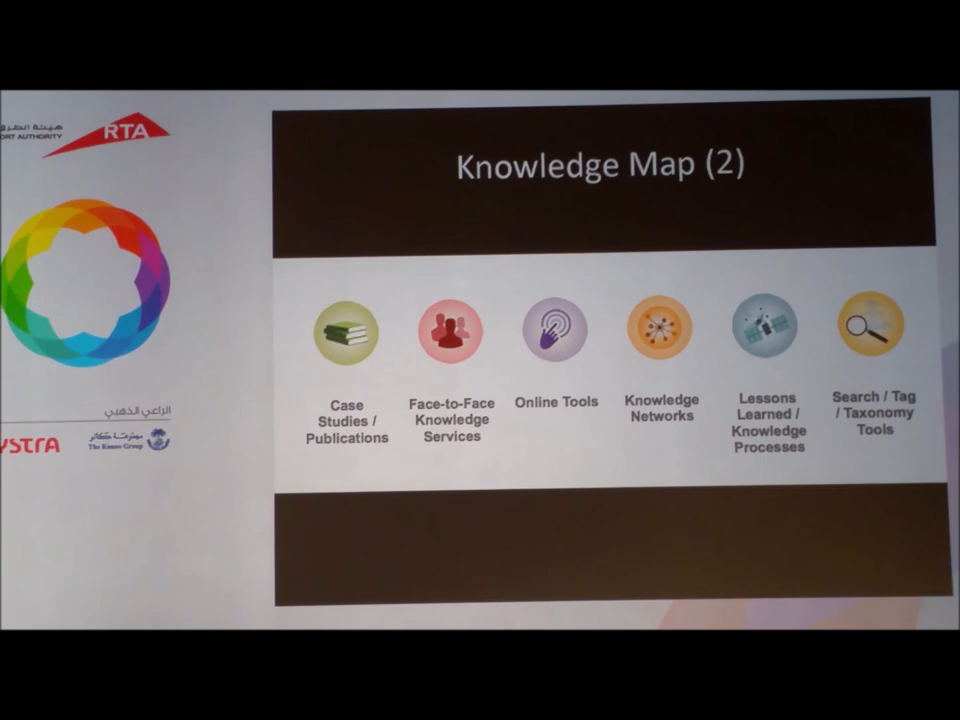 هيئة الطرق
ORT AUTHORITY
RTA
الراعي الذهبي
YSTRA
The Kanoo Group
Knowledge Map (2)
Case
Studies /
Publications
Face-to-Face
Knowledge
Services
Online Tools
Knowledge
Networks
Lessons
Learned /
Knowledge
Processes
Search / Tag
/ Taxonomy
Tools